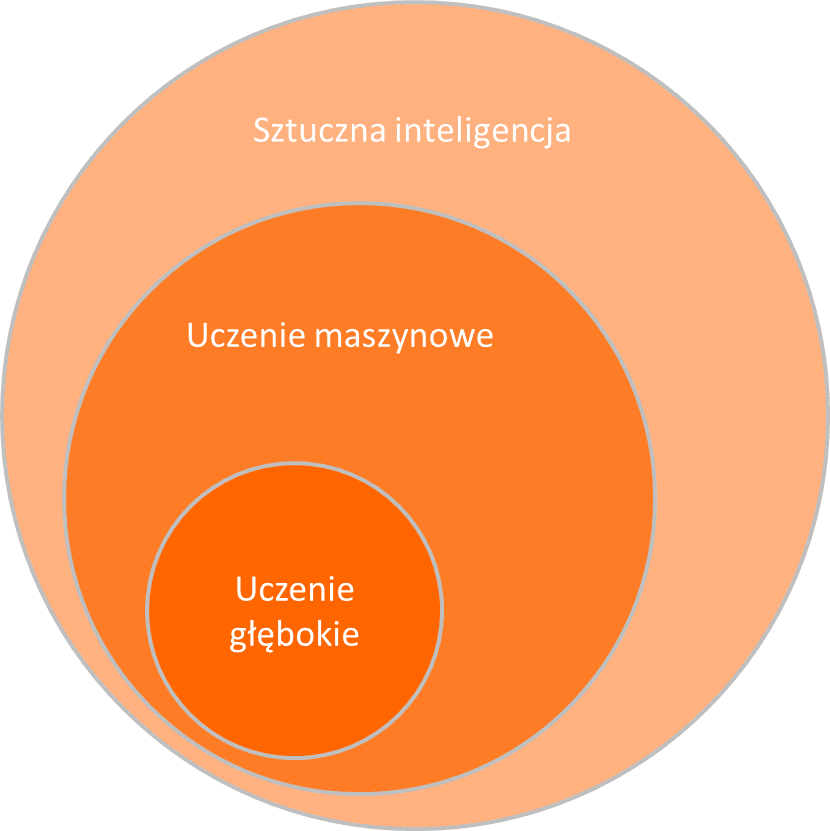 Sztuczna inteligencja
Uczenie maszynowe
Uczenie
głębokie